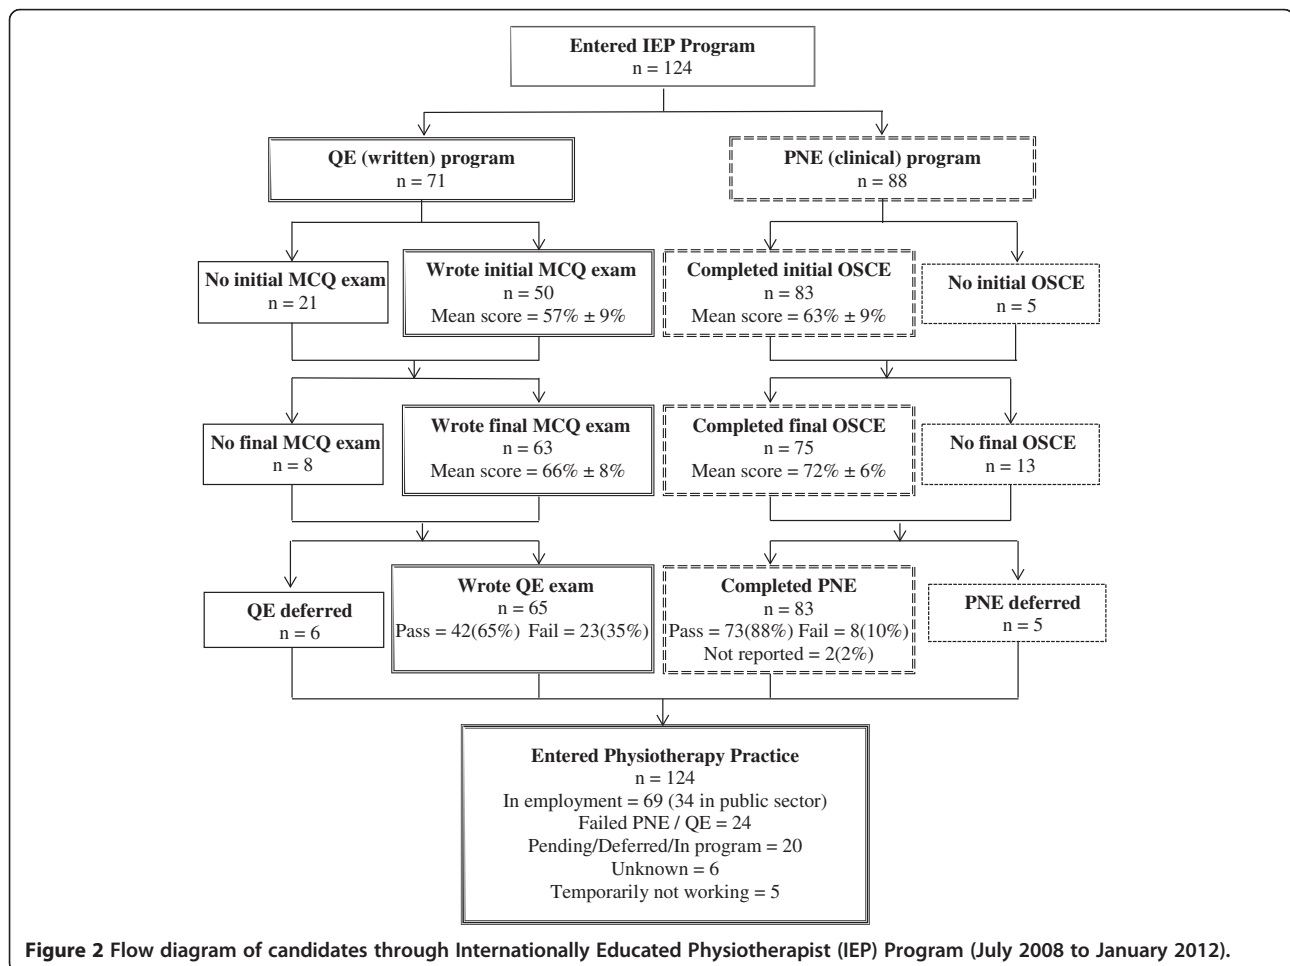 Entered IEP Program
n = 124
QE (written) program
n = 71
PNE (clinical) program
n = 88
No initial MCQ exam
n = 21
Wrote initial MCQ exam
n = 50
Mean score = 57% ± 9%
Completed initial OSCE
n = 83
Mean score = 63% ± 9%
No initial OSCE
n = 5
No final MCQ exam
n = 8
Wrote final MCQ exam
n = 63
Mean score = 66% ± 8%
Completed final OSCE
n = 75
Mean score = 72% ± 6%
No final OSCE
n = 13
QE deferred
n = 6
Wrote QE exam
n = 65
Pass = 42(65%) Fail = 23(35%)
Completed PNE
n = 83
Pass = 73(88%) Fail = 8(10%)
Not reported = 2(2%)
PNE deferred
n = 5
Entered Physiotherapy Practice
n = 124
In employment = 69 (34 in public sector)
Failed PNE / QE = 24
Pending/Deferred/In program = 20
Unknown = 6
Temporarily not working = 5
Figure 2 Flow diagram of candidates through Internationally Educated Physiotherapist (IEP) Program (July 2008 to January 2012).